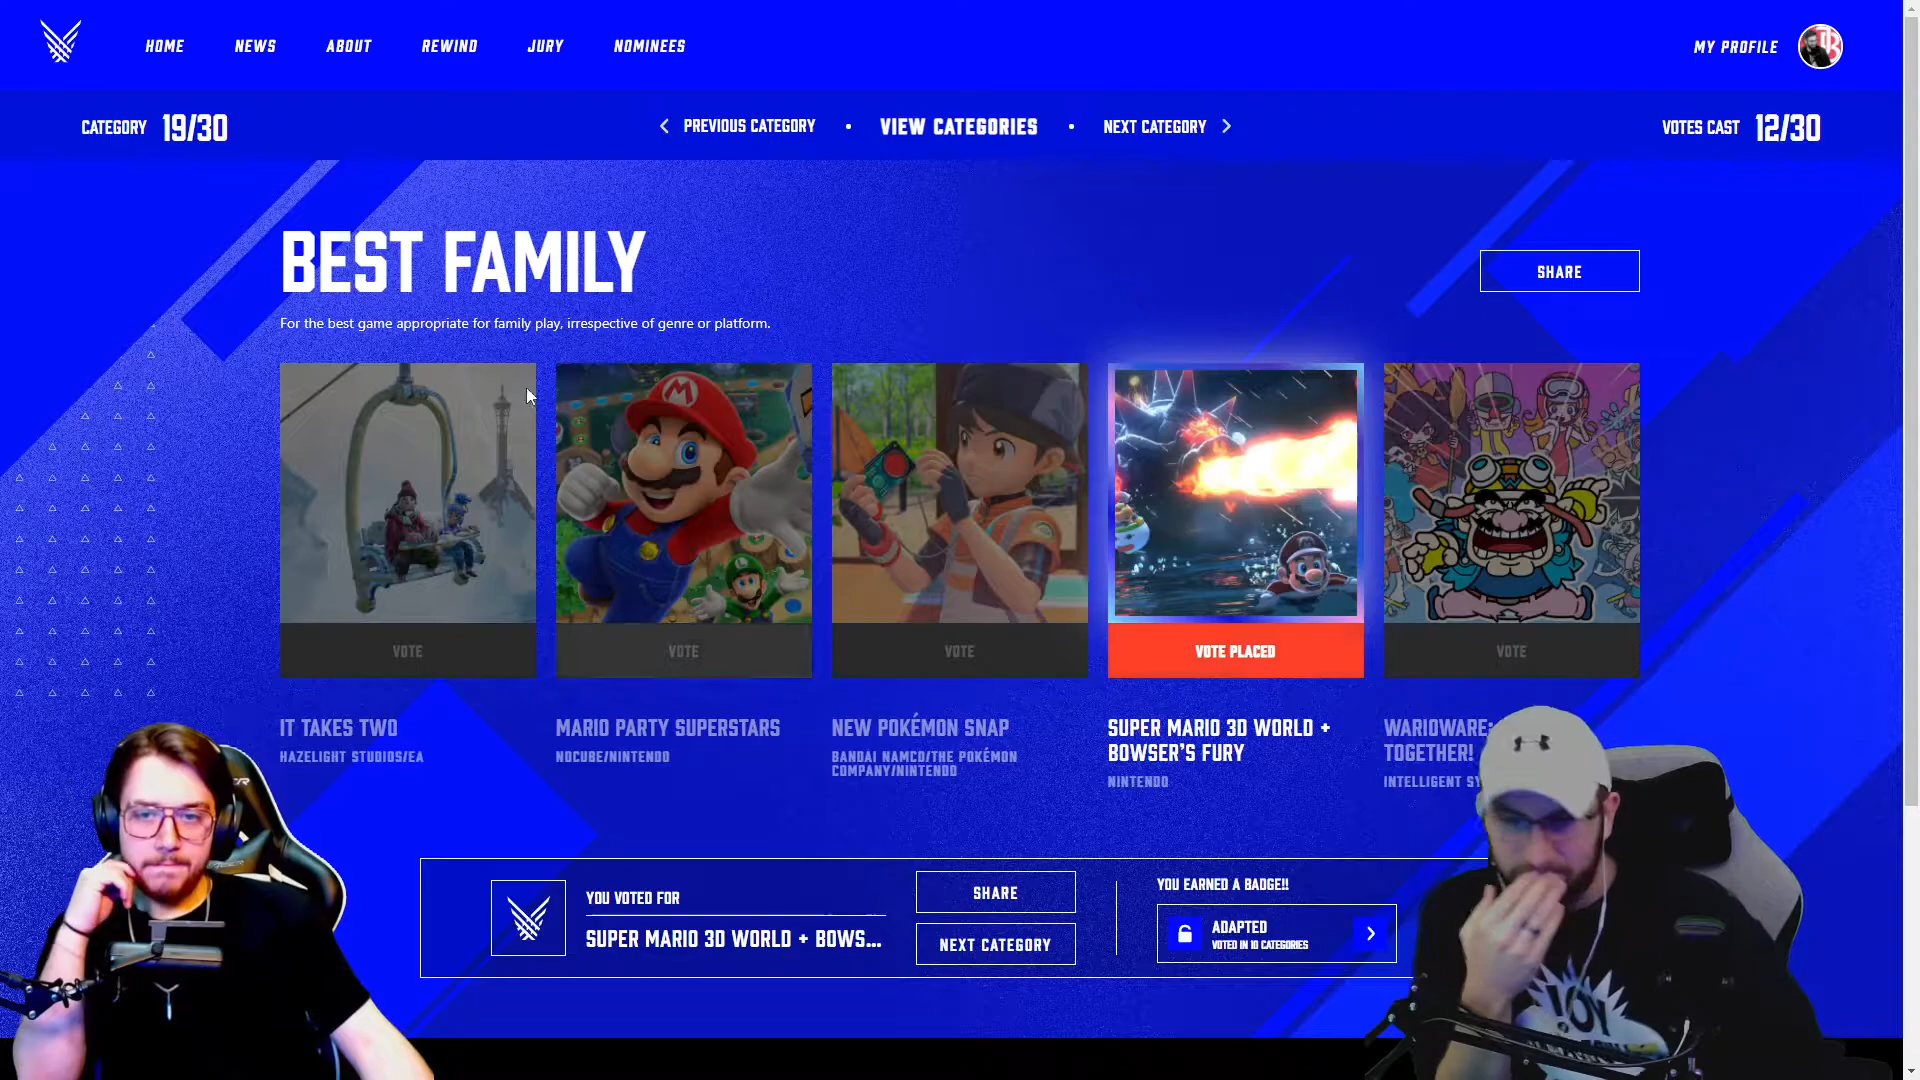 HOME NEWS ABOUT REWIND JURY NOMINEES MY PROFILE
CATEGORY 19/30 PREVIOUS CATEGORY • VIEW CATEGORIES • NEXT CATEGORY VOTES CAST 12/30
BEST FAMILY
SHARE
For the best game appropriate for family play, irrespective of genre or platform.
VOTE VOTE VOTE VOTE PLACED VOTE
IT TAKES TWO
HAZELIGHT STUDIOS/EA
MARIO PARTY SUPERSTARS
NDCUBE/NINTENDO
NEW POKÉMON SNAP
BANDAI NAMCO/THE POKÉMON
COMPANY/NINTENDO
SUPER MARIO 3D WORLD +
BOWSER'S FURY
NINTENDO
WARIOWARE:
TOGETHER!
INTELLIGENT
YOU VOTED FOR
SUPER MARIO 3D WORLD + BOWS...
SHARE
NEXT CATEGORY
YOU EARNED A BADGE!!
ADAPTED
VOTED IN 10 CATEGORIES